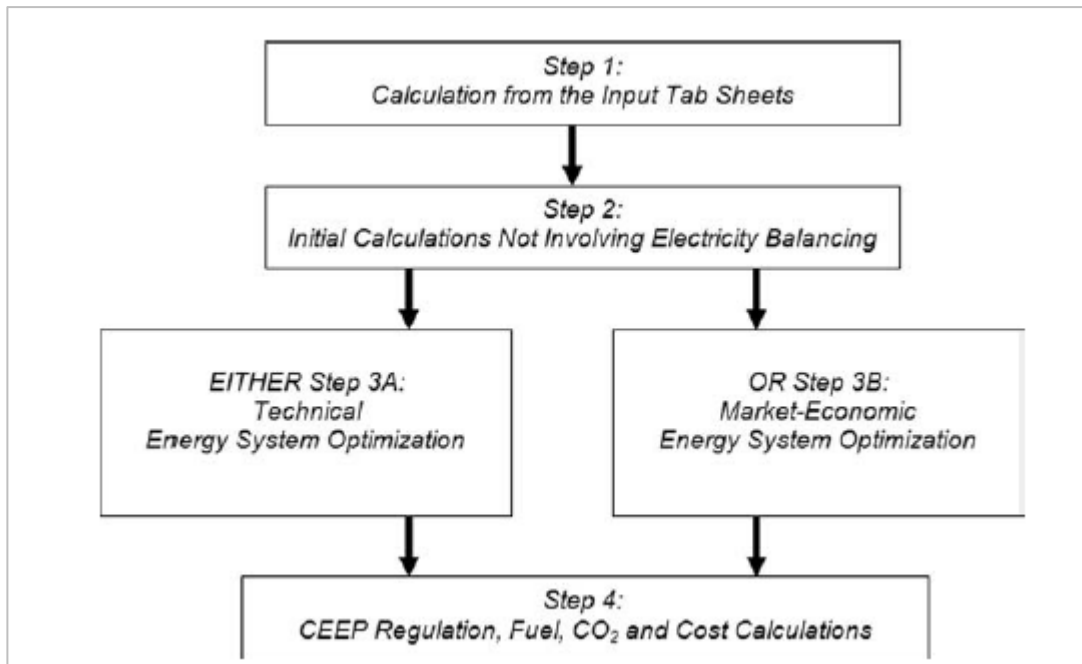 Step 1:
Calculation from the Input Tab Sheets
Step 2:
Initial Calculations Not Involving Electricity Balancing
EITHER Step 3A:
Technical
Energy System Optimization
OR Step 3B:
Market-Economic
Energy System Optimization
Step 4:
CEEP Regulation, Fuel, CO₂ and Cost Calculations